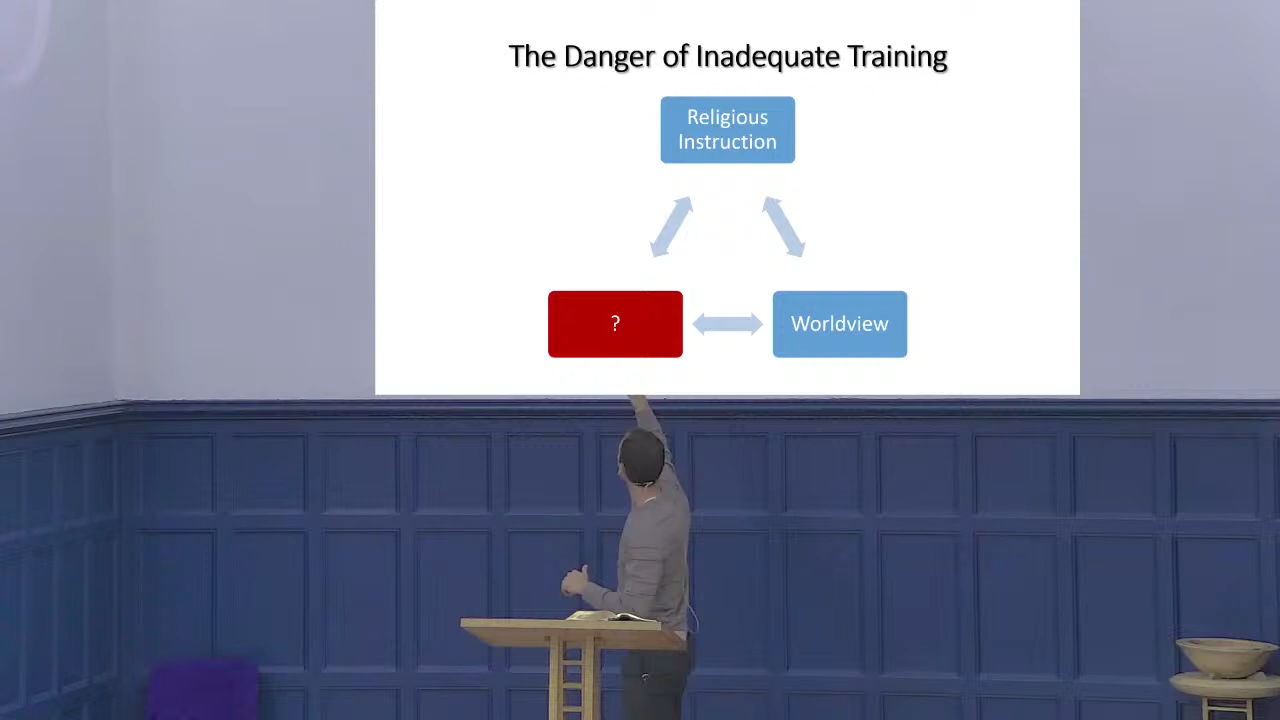 The Danger of Inadequate Training
Religious
Instruction
?
Worldview